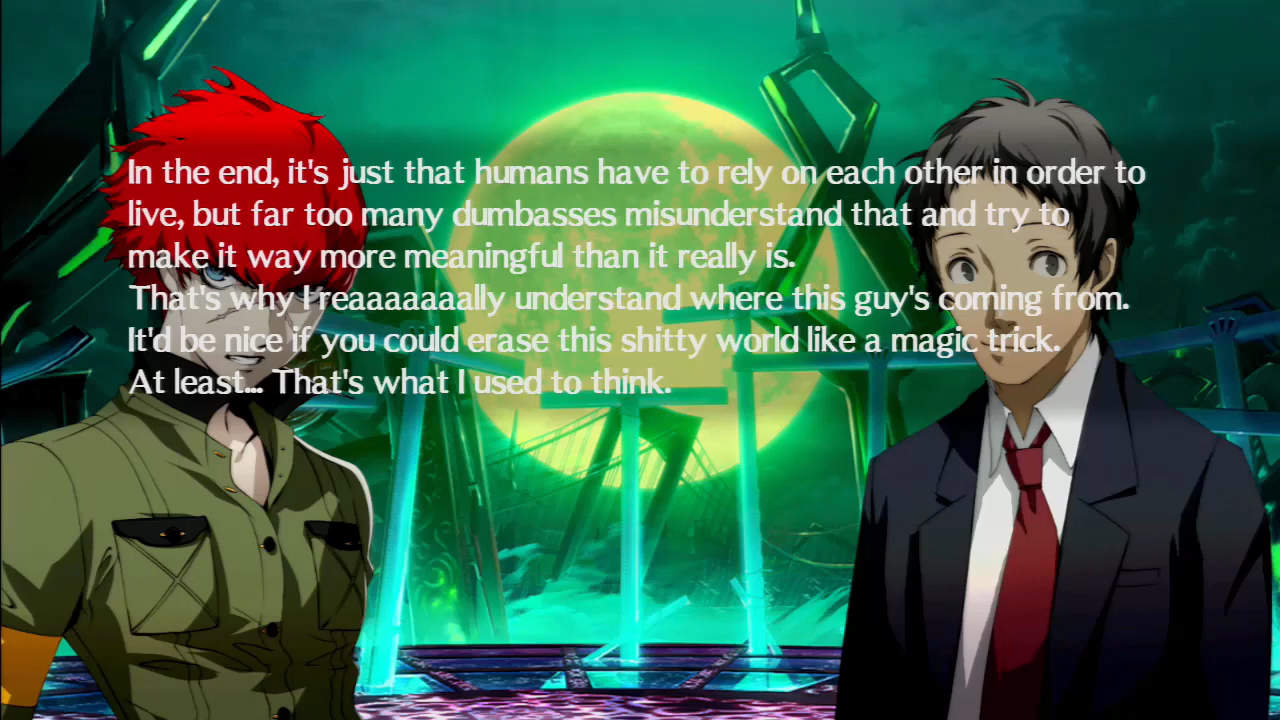 In the end, it's just that humans have to rely on each other in order to
live, but far too many dumbasses misunderstand that and try to
make it way more meaningful than it really is.
That's why I reaaaaaaally understand where this guy's coming from.
It'd be nice if you could erase this shitty world like a magic trick.
At least... That's what I used to think.